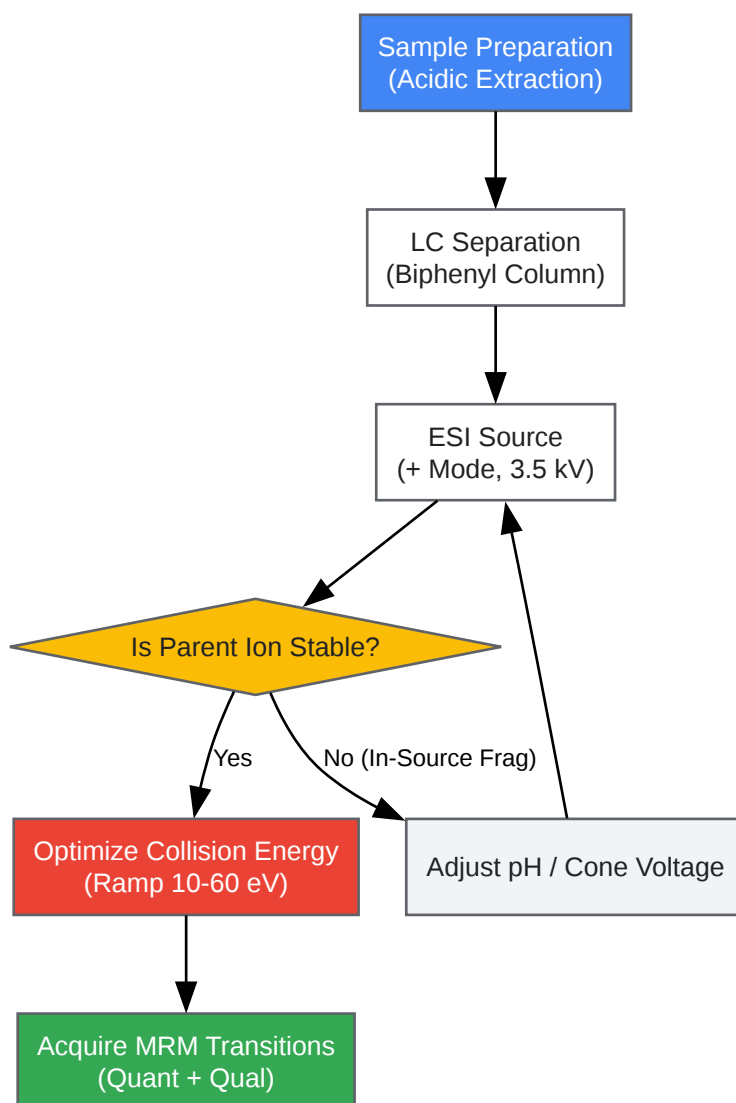 Sample Preparation
(Acidic Extraction)
LC Separation
(Biphenyl Column)
ESI Source
(+ Mode, 3.5 kV)
Is Parent Ion Stable?
Yes
No (In-Source Frag)
Optimize Collision Energy
(Ramp 10-60 eV)
Adjust pH / Cone Voltage
Acquire MRM Transitions
(Quant + Qual)